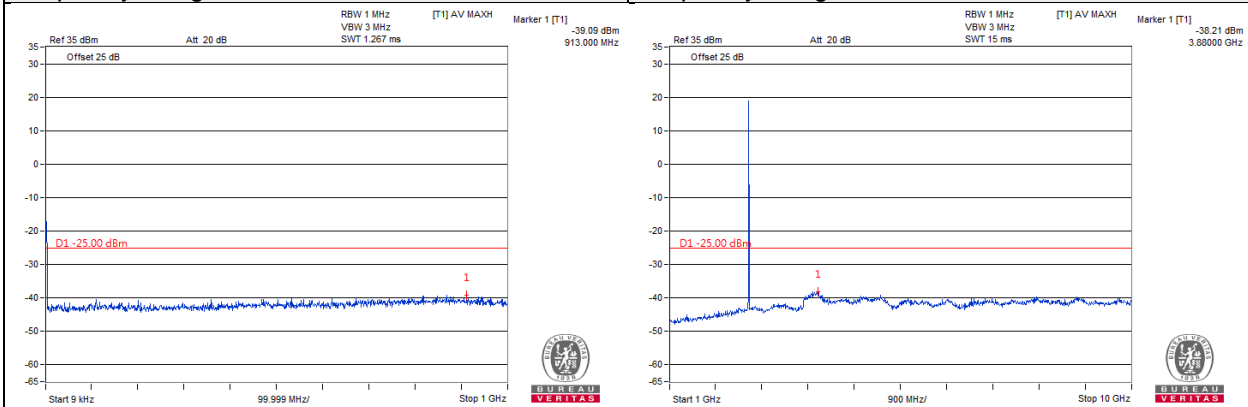 RBW 1 MHz [T1] AV MAXH Marker 1 [T1]
VBW 3 MHz -39.09 dBm
Ref 35 dBm Att 20 dB SWT 1.267 ms 913.000 MHz
35
Offset 25 dB
30
20
10
0
-10
-20
D1 -25.00 dBm
-30
1
-40
-50
-60
-65
Start 9 kHz 99.999 MHz/ Stop 1 GHz
BUREAU VERITAS
1828
BUREAU
VERITAS
RBW 1 MHz [T1] AV MAXH Marker 1 [T1]
VBW 3 MHz -38.21 dBm
Ref 35 dBm Att 20 dB SWT 15 ms 3.88000 GHz
35
Offset 25 dB
30
20
10
0
-10
-20
D1 -25.00 dBm
-30
1
-40
-50
-60
-65
Start 1 GHz 900 MHz/ Stop 10 GHz
BUREAU VERITAS
1828
BUREAU
VERITAS